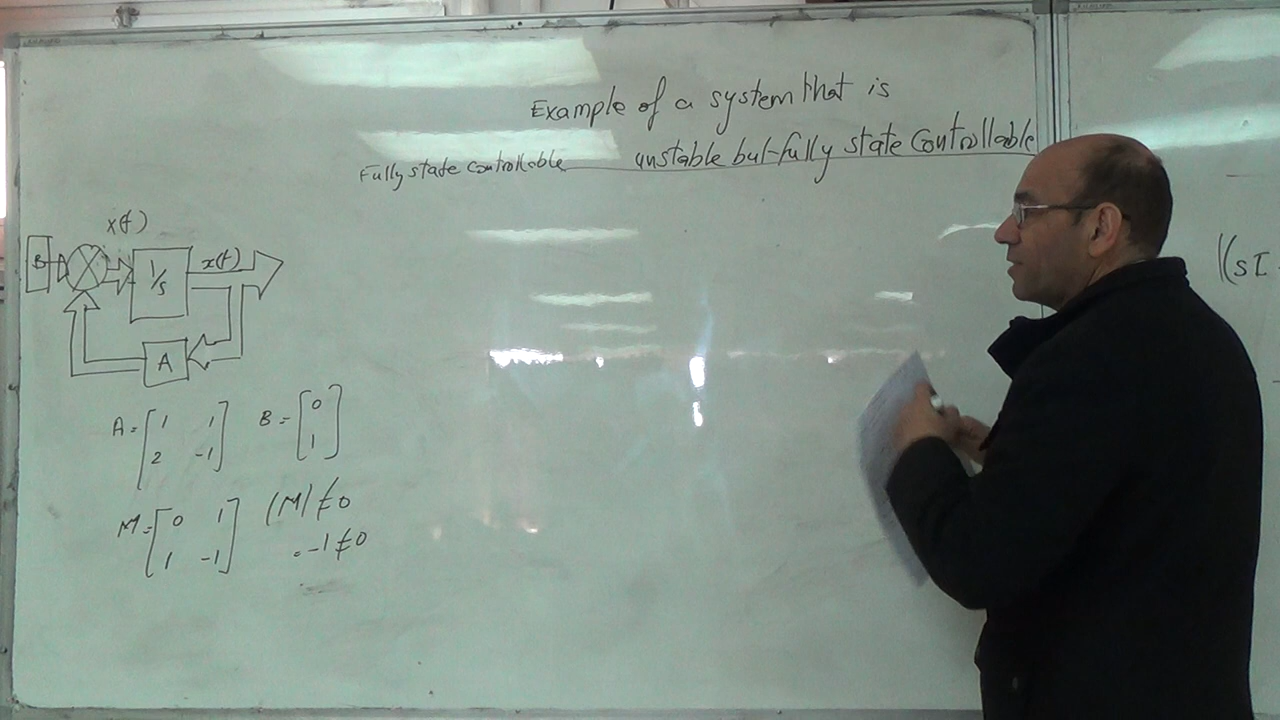 Example of a system that is
unstable but fully state Controllable
Fully state controllable
x(t)
B
1/s
x(t)
A
A = [1 1
2 -1]
B = [0
1]
M = [0 1
1 -1]
|M| ≠ 0
= -1 ≠ 0
|(sI